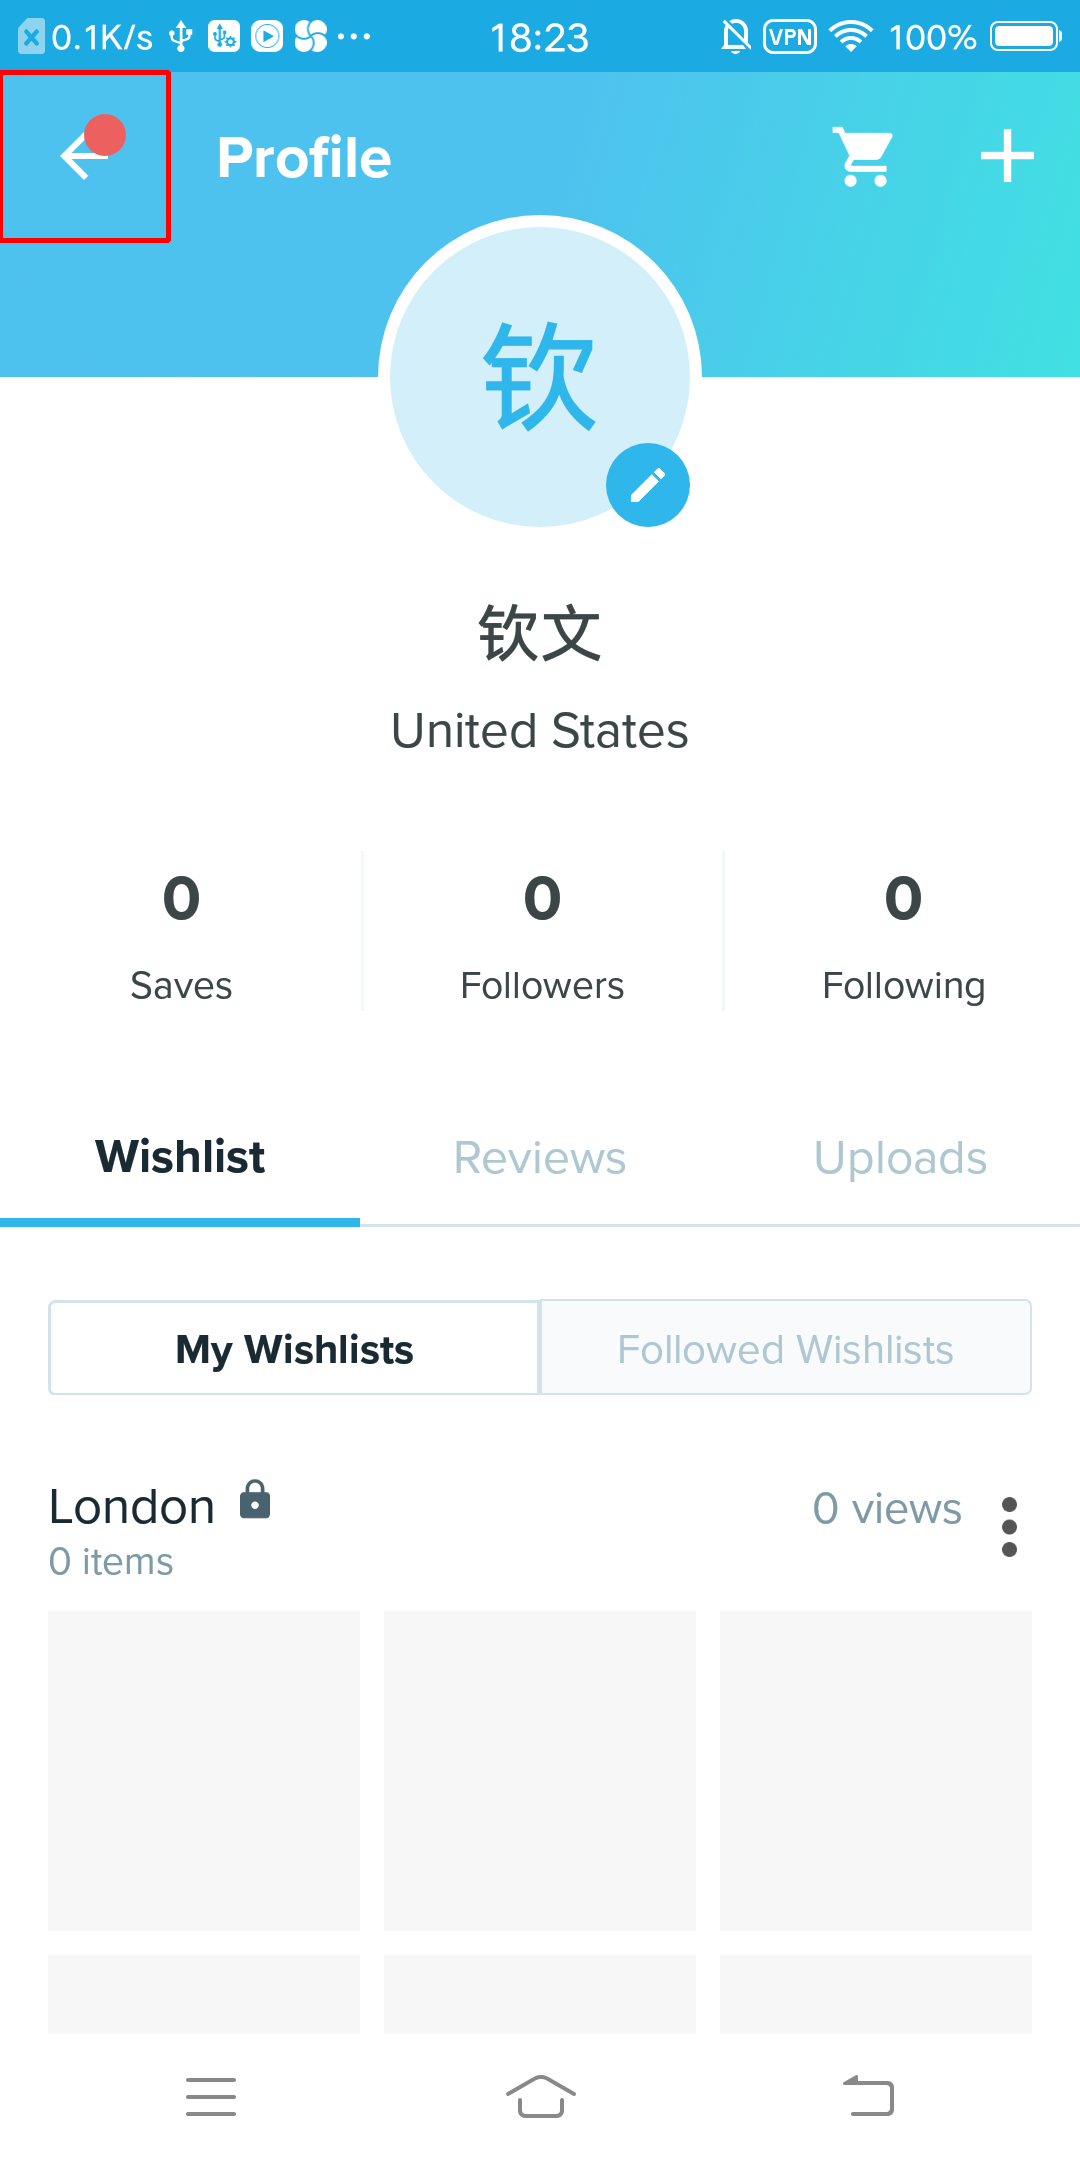 0.1K/s 18:23 VPN 100%
Profile
钦
钦文
United States
0 0 0
Saves Followers Following
Wishlist Reviews Uploads
My Wishlists Followed Wishlists
London 0 views
0 items